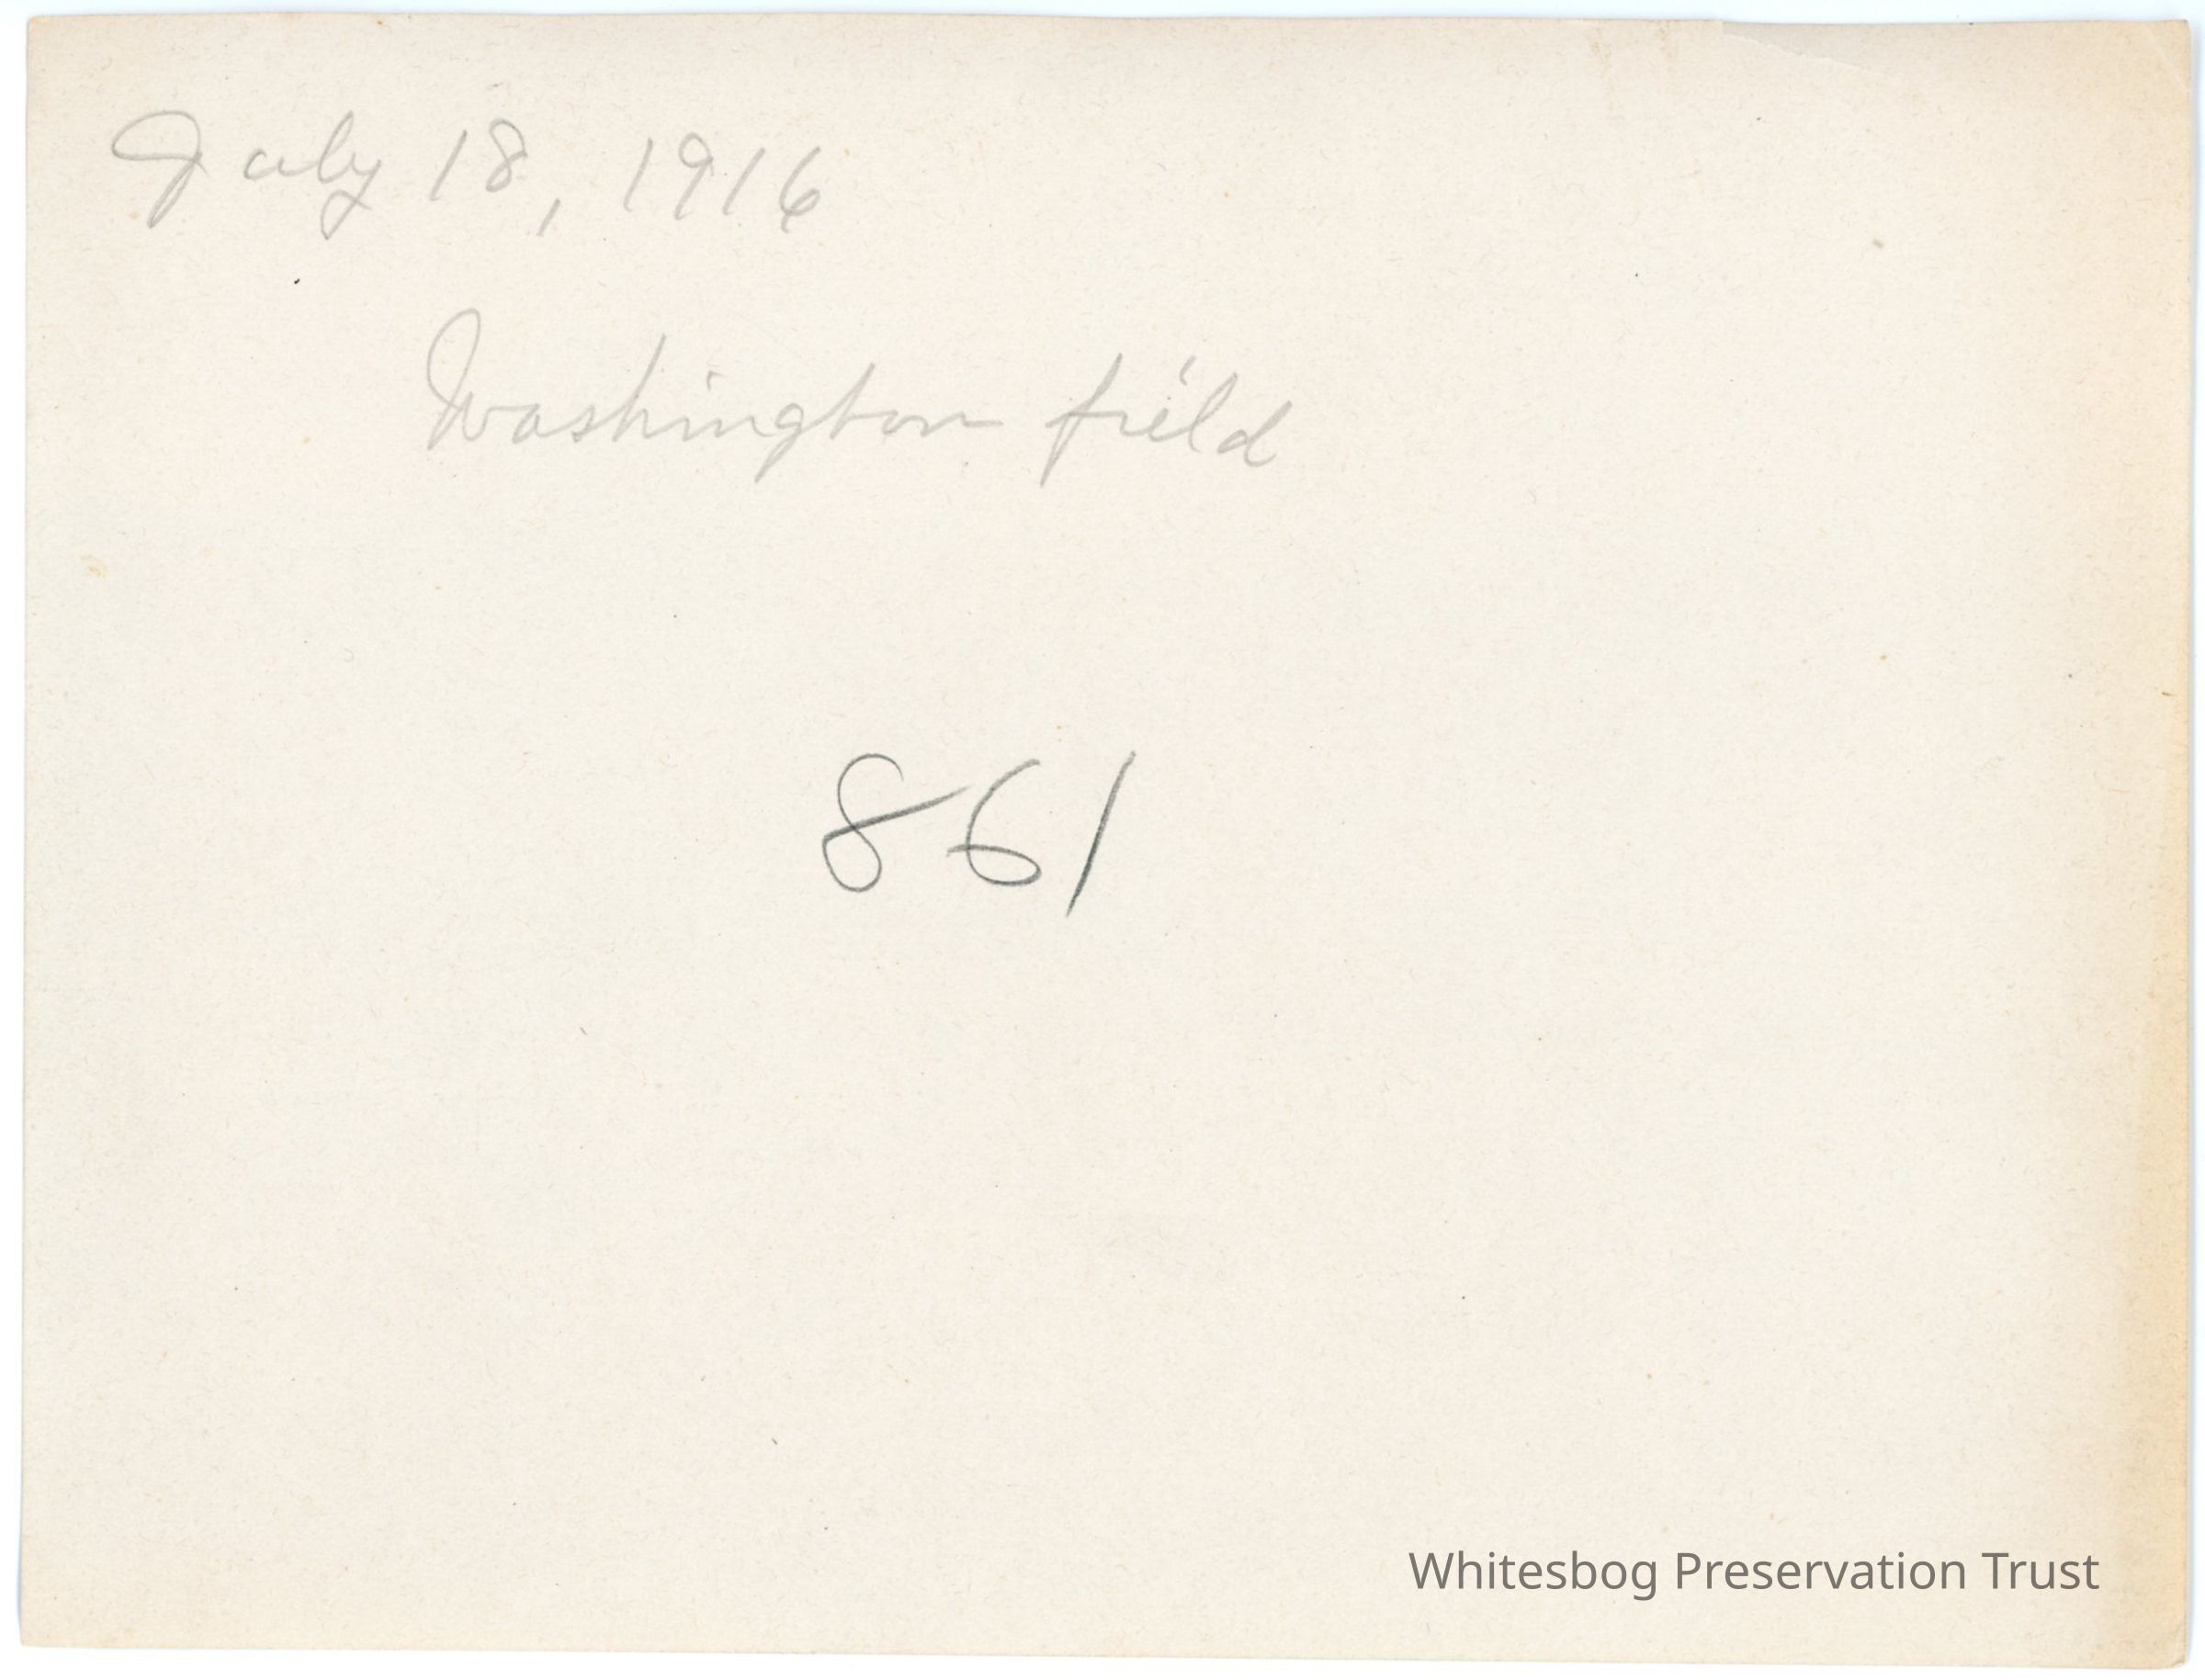 July 18, 1916
Washington field
861
Whitesbog Preservation Trust